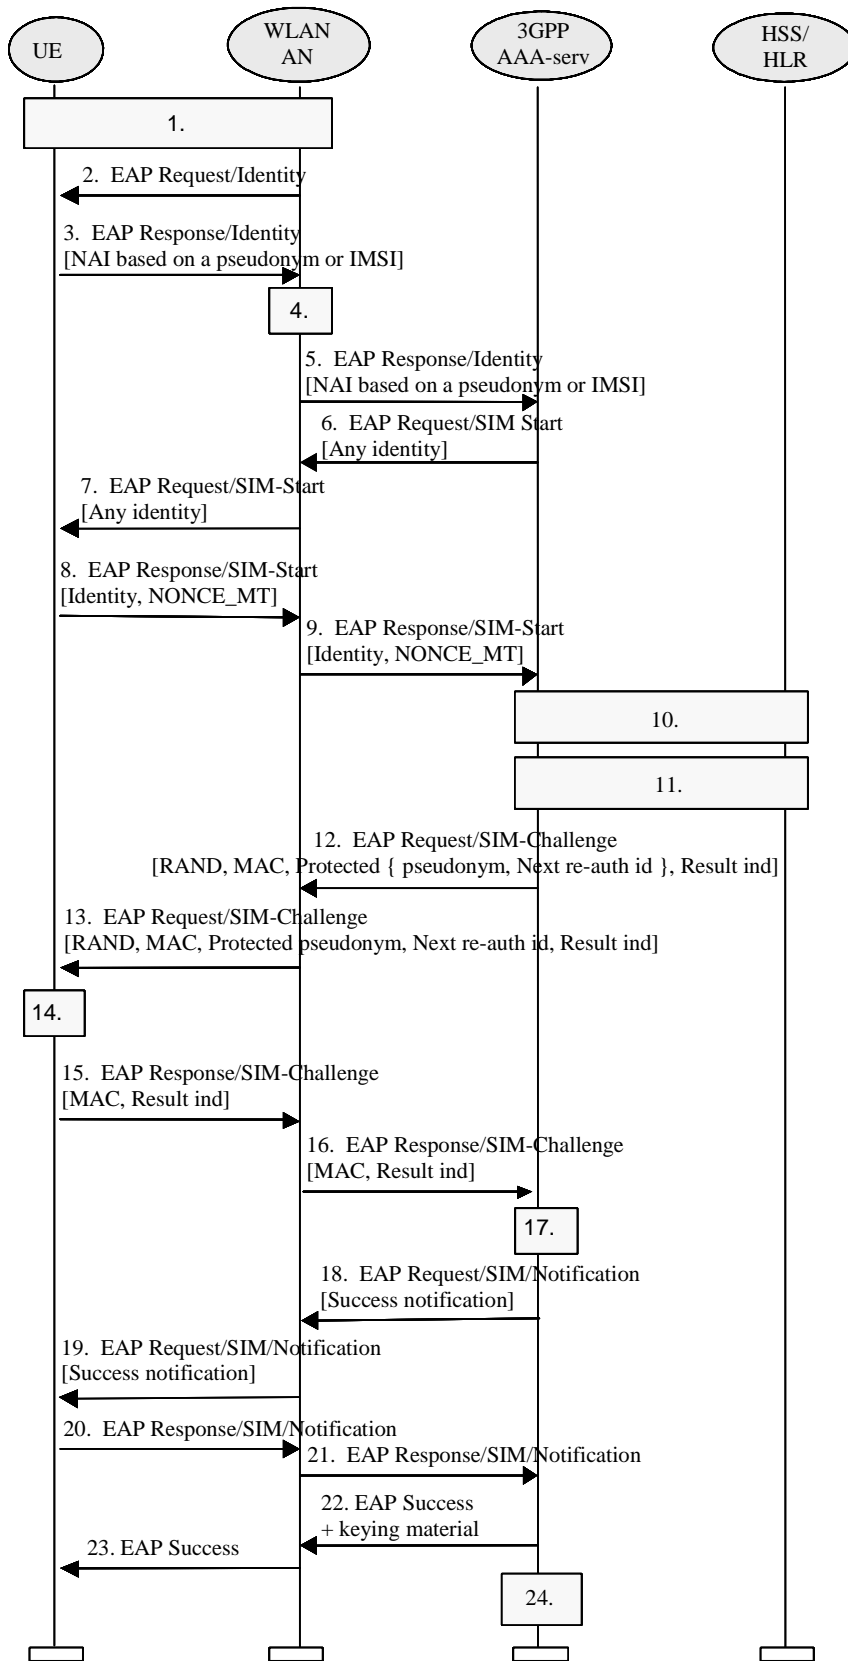 UE
WLAN
AN
3GPP
AAA-serv
HSS/
HLR
1.
2. EAP Request/Identity
3. EAP Response/Identity
[NAI based on a pseudonym or IMSI]
4.
5. EAP Response/Identity
[NAI based on a pseudonym or IMSI]
6. EAP Request/SIM Start
[Any identity]
7. EAP Request/SIM-Start
[Any identity]
8. EAP Response/SIM-Start
[Identity, NONCE_MT]
9. EAP Response/SIM-Start
[Identity, NONCE_MT]
10.
11.
12. EAP Request/SIM-Challenge
[RAND, MAC, Protected { pseudonym, Next re-auth id }, Result ind]
13. EAP Request/SIM-Challenge
[RAND, MAC, Protected pseudonym, Next re-auth id, Result ind]
14.
15. EAP Response/SIM-Challenge
[MAC, Result ind]
16. EAP Response/SIM-Challenge
[MAC, Result ind]
17.
18. EAP Request/SIM/Notification
[Success notification]
19. EAP Request/SIM/Notification
[Success notification]
20. EAP Response/SIM/Notification
21. EAP Response/SIM/Notification
22. EAP Success
+ keying material
23. EAP Success
24.